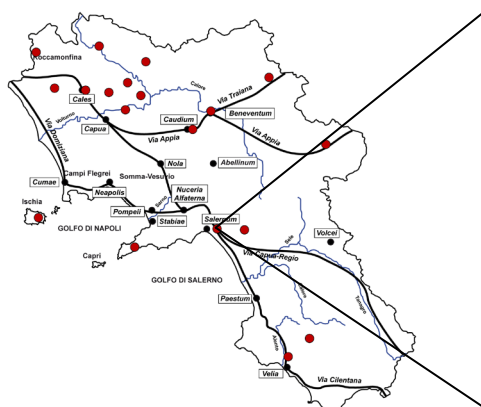 Roccamonfina
Cales
Calore
Via Traiana
Volturno
Capua
Caudium
Beneventum
Via Appia
Via Appia
Via Domiziana
Nola
Abellinum
Campi Flegrei
Somma-Vesuvio
Cumae
Neapolis
Nuceria
Alfaterna
Sarno
Ischia
Pompeii
Stabiae
Salernum
GOLFO DI NAPOLI
Sele
Volcei
Capri
Via Capua-Regio
GOLFO DI SALERNO
Tanagro
Paestum
Alento
Velia
Via Cilentana